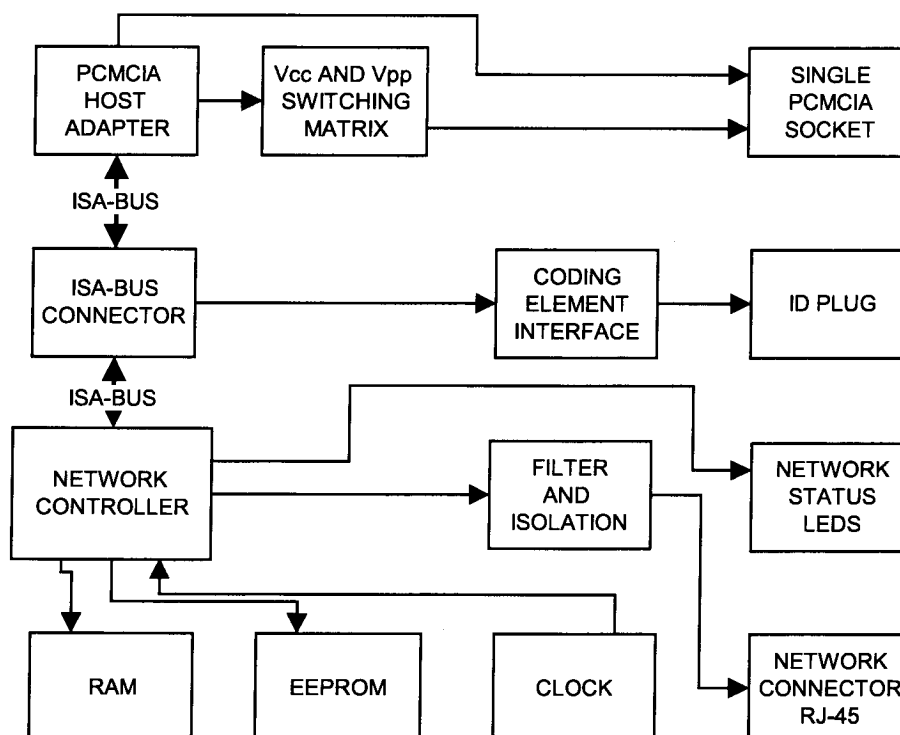 PCMCIA
HOST
ADAPTER
Vcc AND Vpp
SWITCHING
MATRIX
SINGLE
PCMCIA
SOCKET
ISA-BUS
ISA-BUS
CONNECTOR
CODING
ELEMENT
INTERFACE
ID PLUG
ISA-BUS
NETWORK
CONTROLLER
FILTER
AND
ISOLATION
NETWORK
STATUS
LEDS
RAM
EEPROM
CLOCK
NETWORK
CONNECTOR
RJ-45